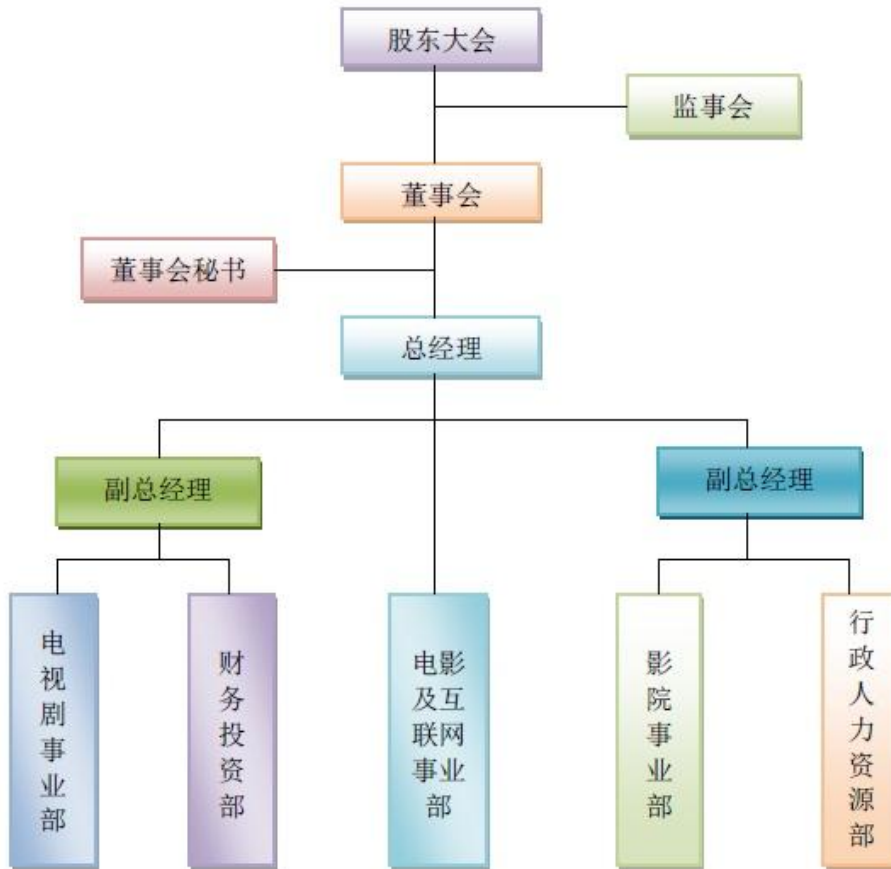 股东大会
监事会
董事会
董事会秘书
总经理
副总经理
副总经理
电视剧事业部
财务投资部
电影
及互
联网
事业
部
影院事业部
行政人力资源部